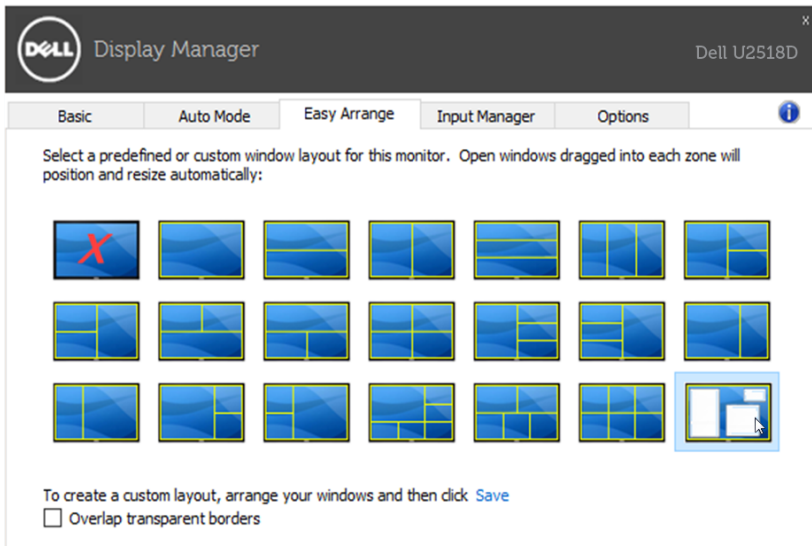 x
DELL Display Manager
Dell U2518D
Basic Auto Mode Easy Arrange Input Manager Options i
Select a predefined or custom window layout for this monitor. Open windows dragged into each zone will
position and resize automatically:
X
To create a custom layout, arrange your windows and then click Save
Overlap transparent borders